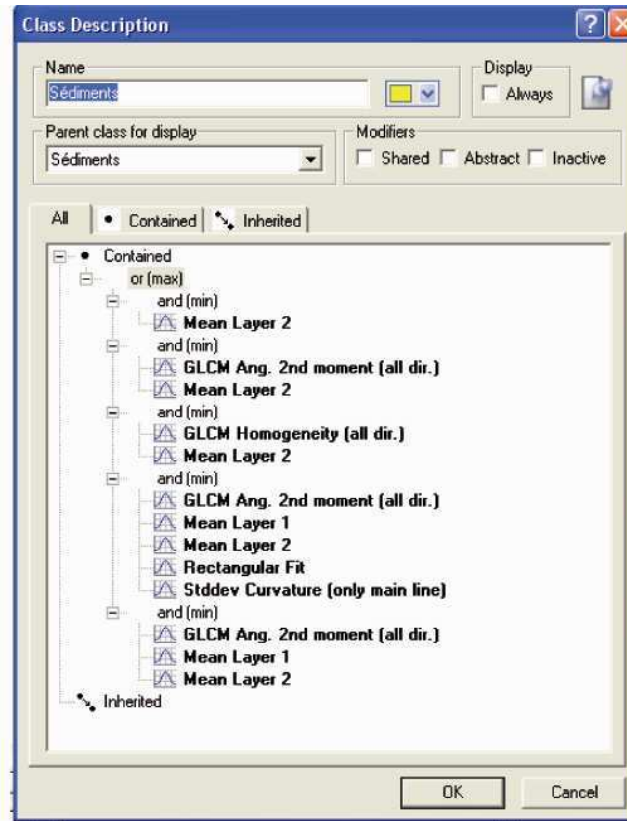 Class Description
Name
Display
Sédiments
Always
Parent class for display
Modifiers
Sédiments
Shared
Abstract
Inactive
All
Contained
Inherited
Contained
or (max)
and (min)
Mean Layer 2
and (min)
GLCM Ang. 2nd moment (all dir.)
Mean Layer 2
and (min)
GLCM Homogeneity (all dir.)
Mean Layer 2
and (min)
GLCM Ang. 2nd moment (all dir.)
Mean Layer 1
Mean Layer 2
Rectangular Fit
Stddev Curvature (only main line)
and (min)
GLCM Ang. 2nd moment (all dir.)
Mean Layer 1
Mean Layer 2
Inherited
OK
Cancel